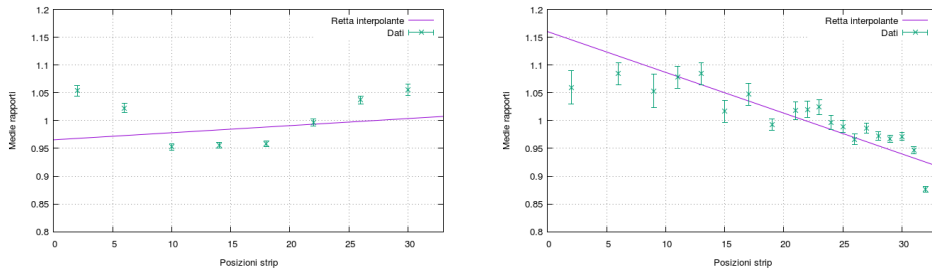 1.2
1.15
1.1
1.05
1
0.95
0.9
0.85
0.8
0 5 10 15 20 25 30
Medie rapporti
Posizioni strip
Retta interpolante
Dati
1.2
1.15
1.1
1.05
1
0.95
0.9
0.85
0.8
0 5 10 15 20 25 30
Medie rapporti
Posizioni strip
Retta interpolante
Dati